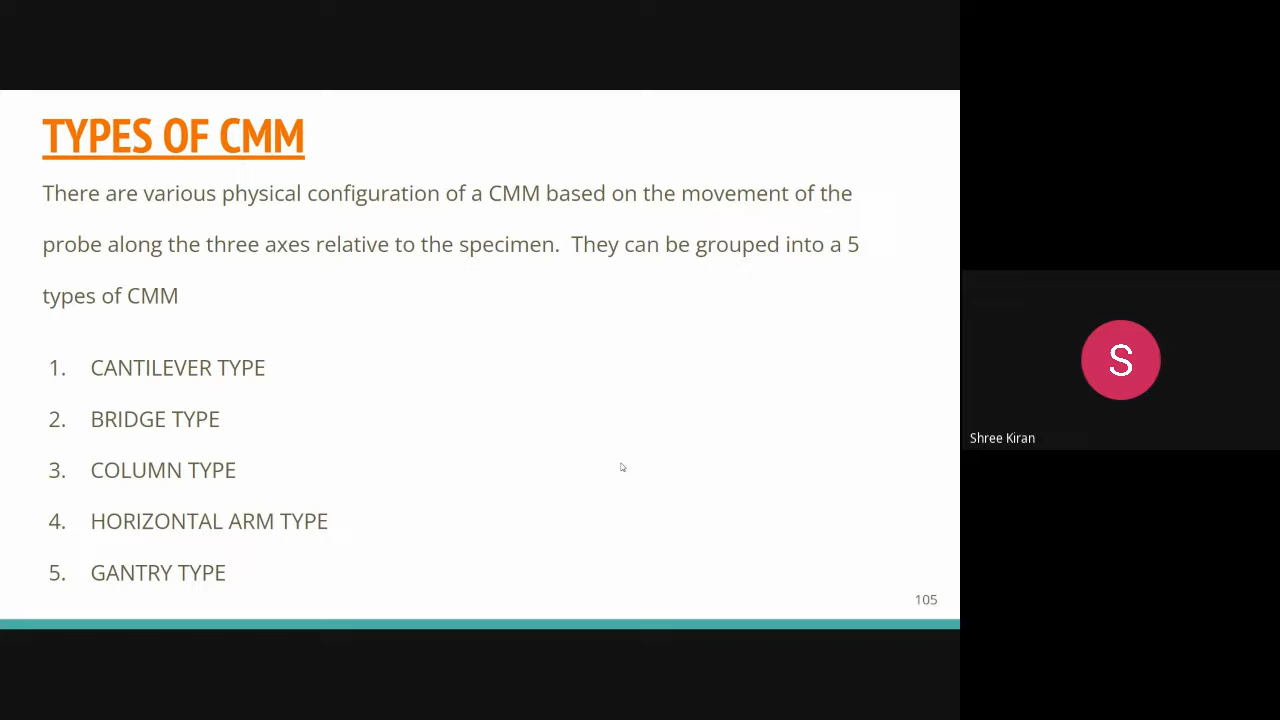 TYPES OF CMM
There are various physical configuration of a CMM based on the movement of the
probe along the three axes relative to the specimen.  They can be grouped into a 5
types of CMM
1. CANTILEVER TYPE
2. BRIDGE TYPE
3. COLUMN TYPE
4. HORIZONTAL ARM TYPE
5. GANTRY TYPE
105
S
Shree Kiran